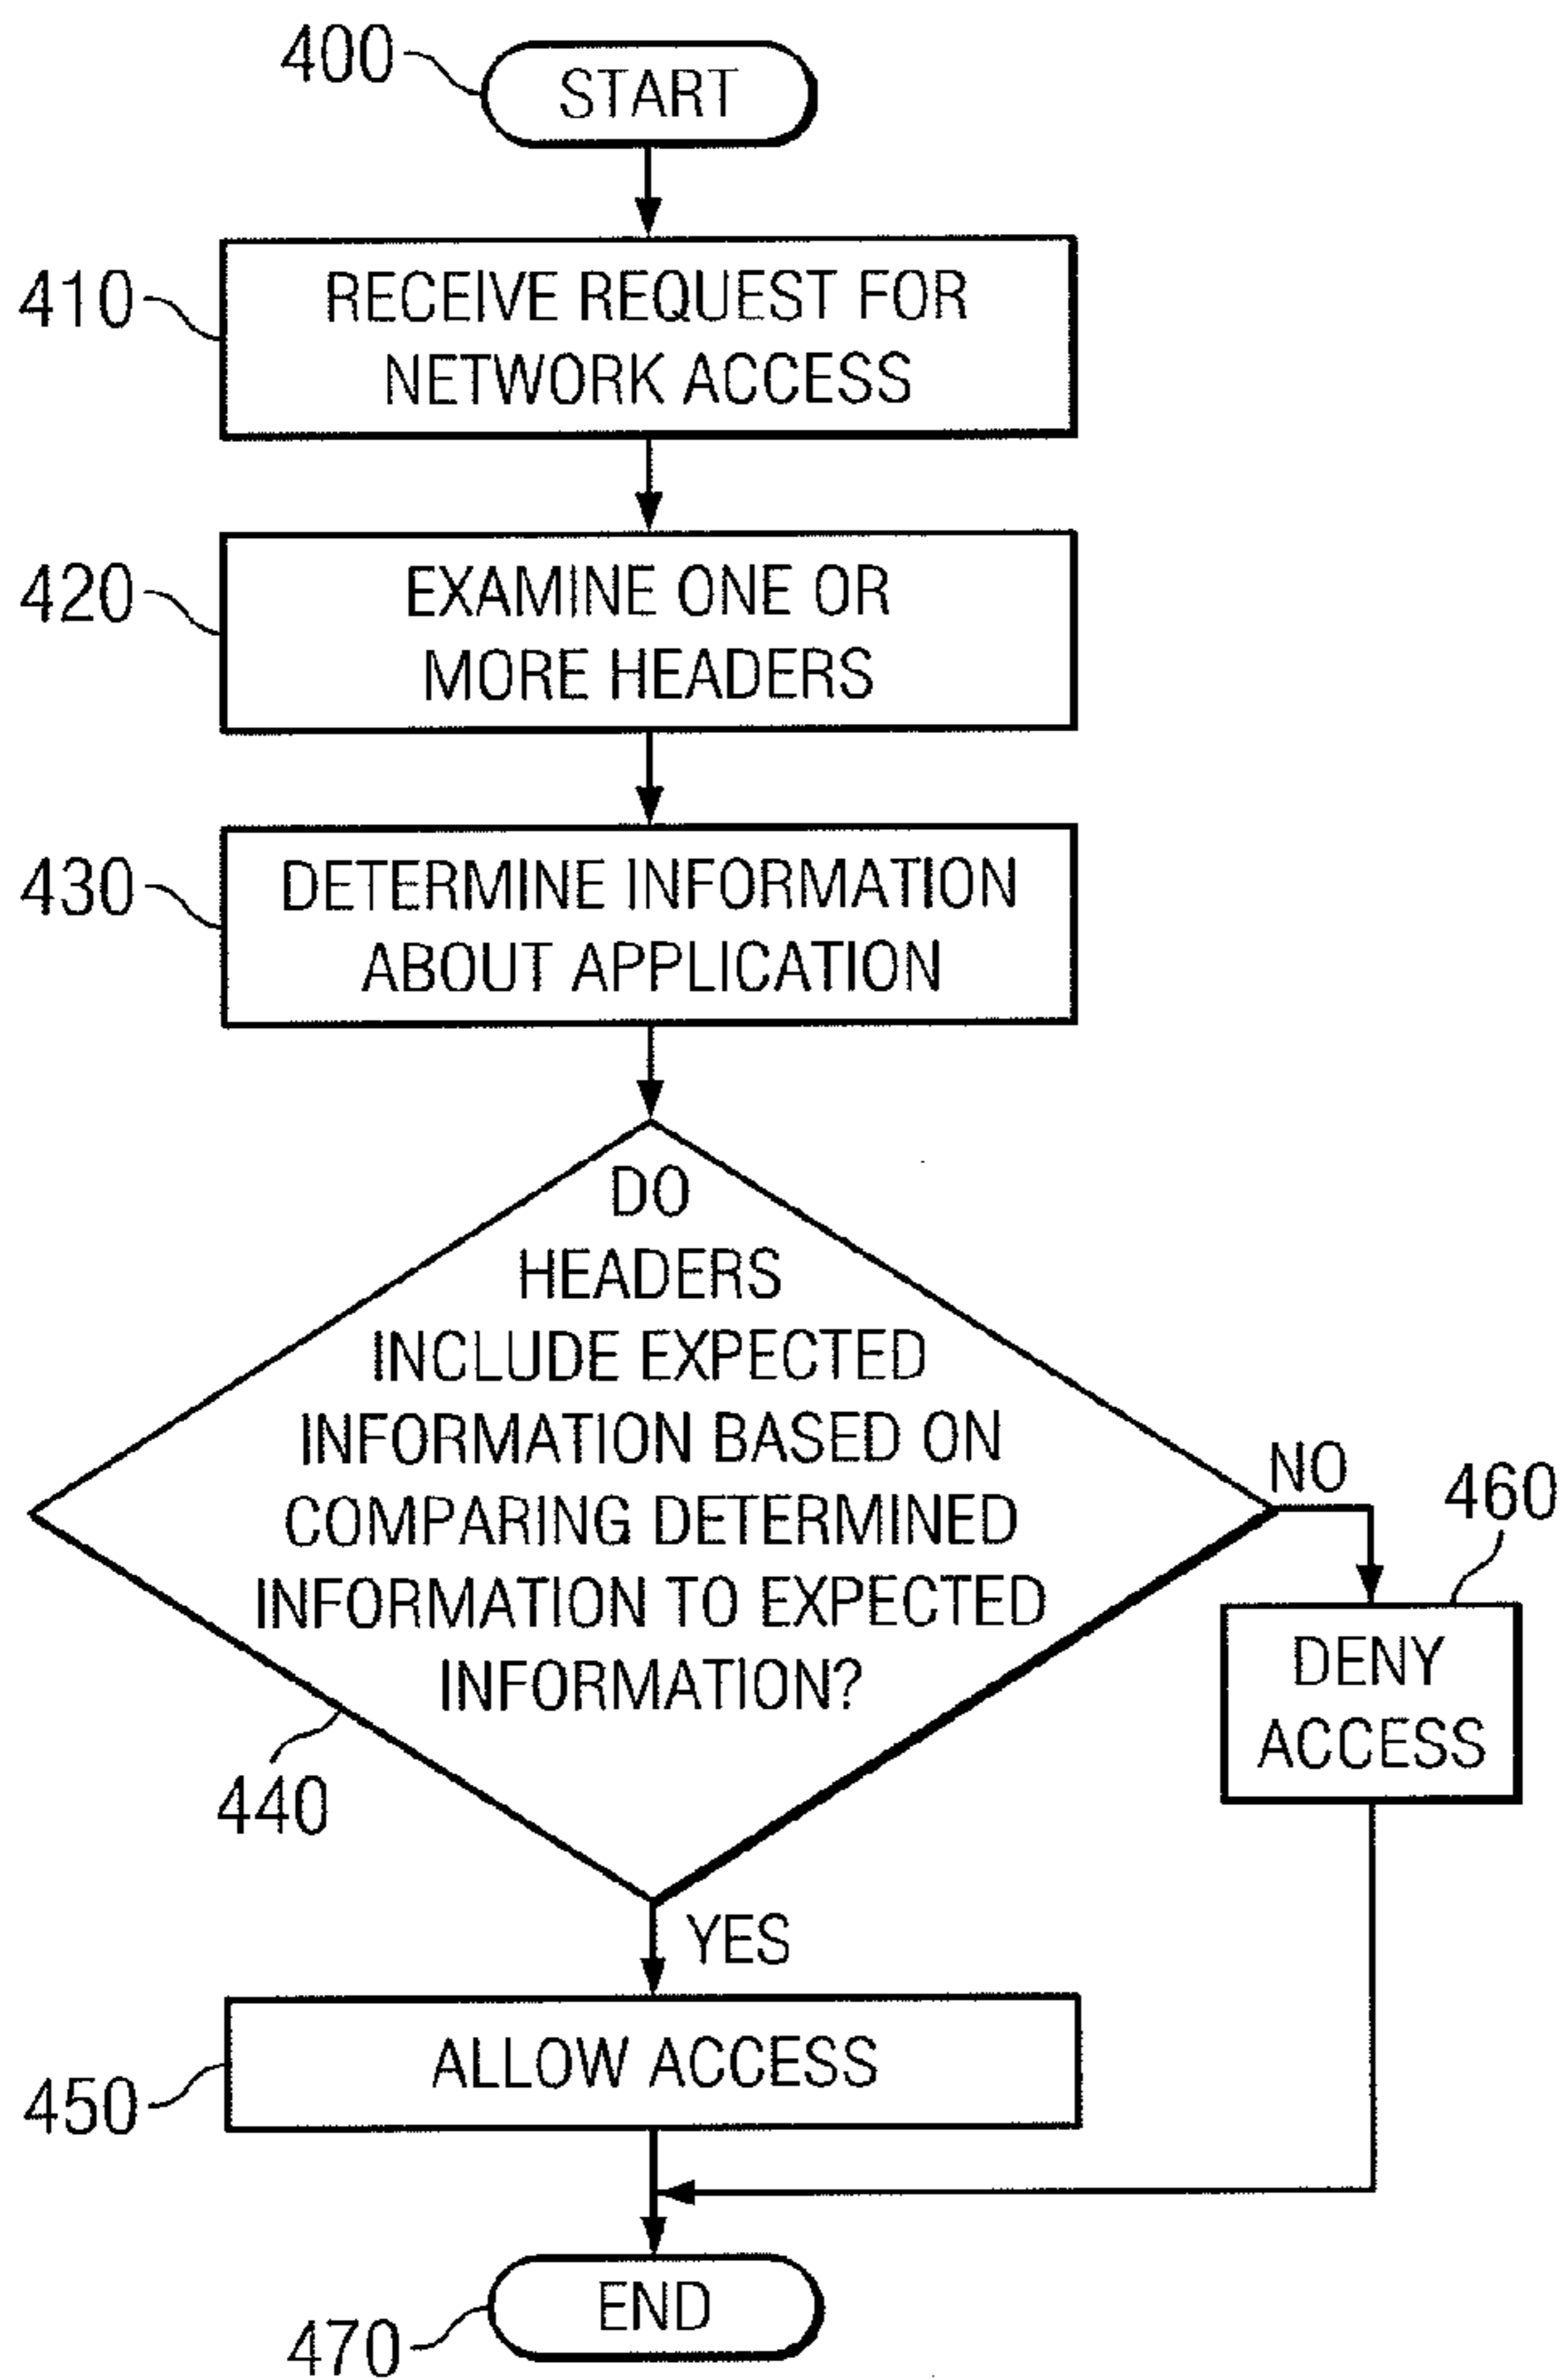 400
START
410
RECEIVE REQUEST FOR
NETWORK ACCESS
420
EXAMINE ONE OR
MORE HEADERS
430
DETERMINE INFORMATION
ABOUT APPLICATION
DO
HEADERS
INCLUDE EXPECTED
INFORMATION BASED ON
COMPARING DETERMINED
INFORMATION TO EXPECTED
INFORMATION?
440
NO
460
DENY
ACCESS
YES
ALLOW ACCESS
450
END
470